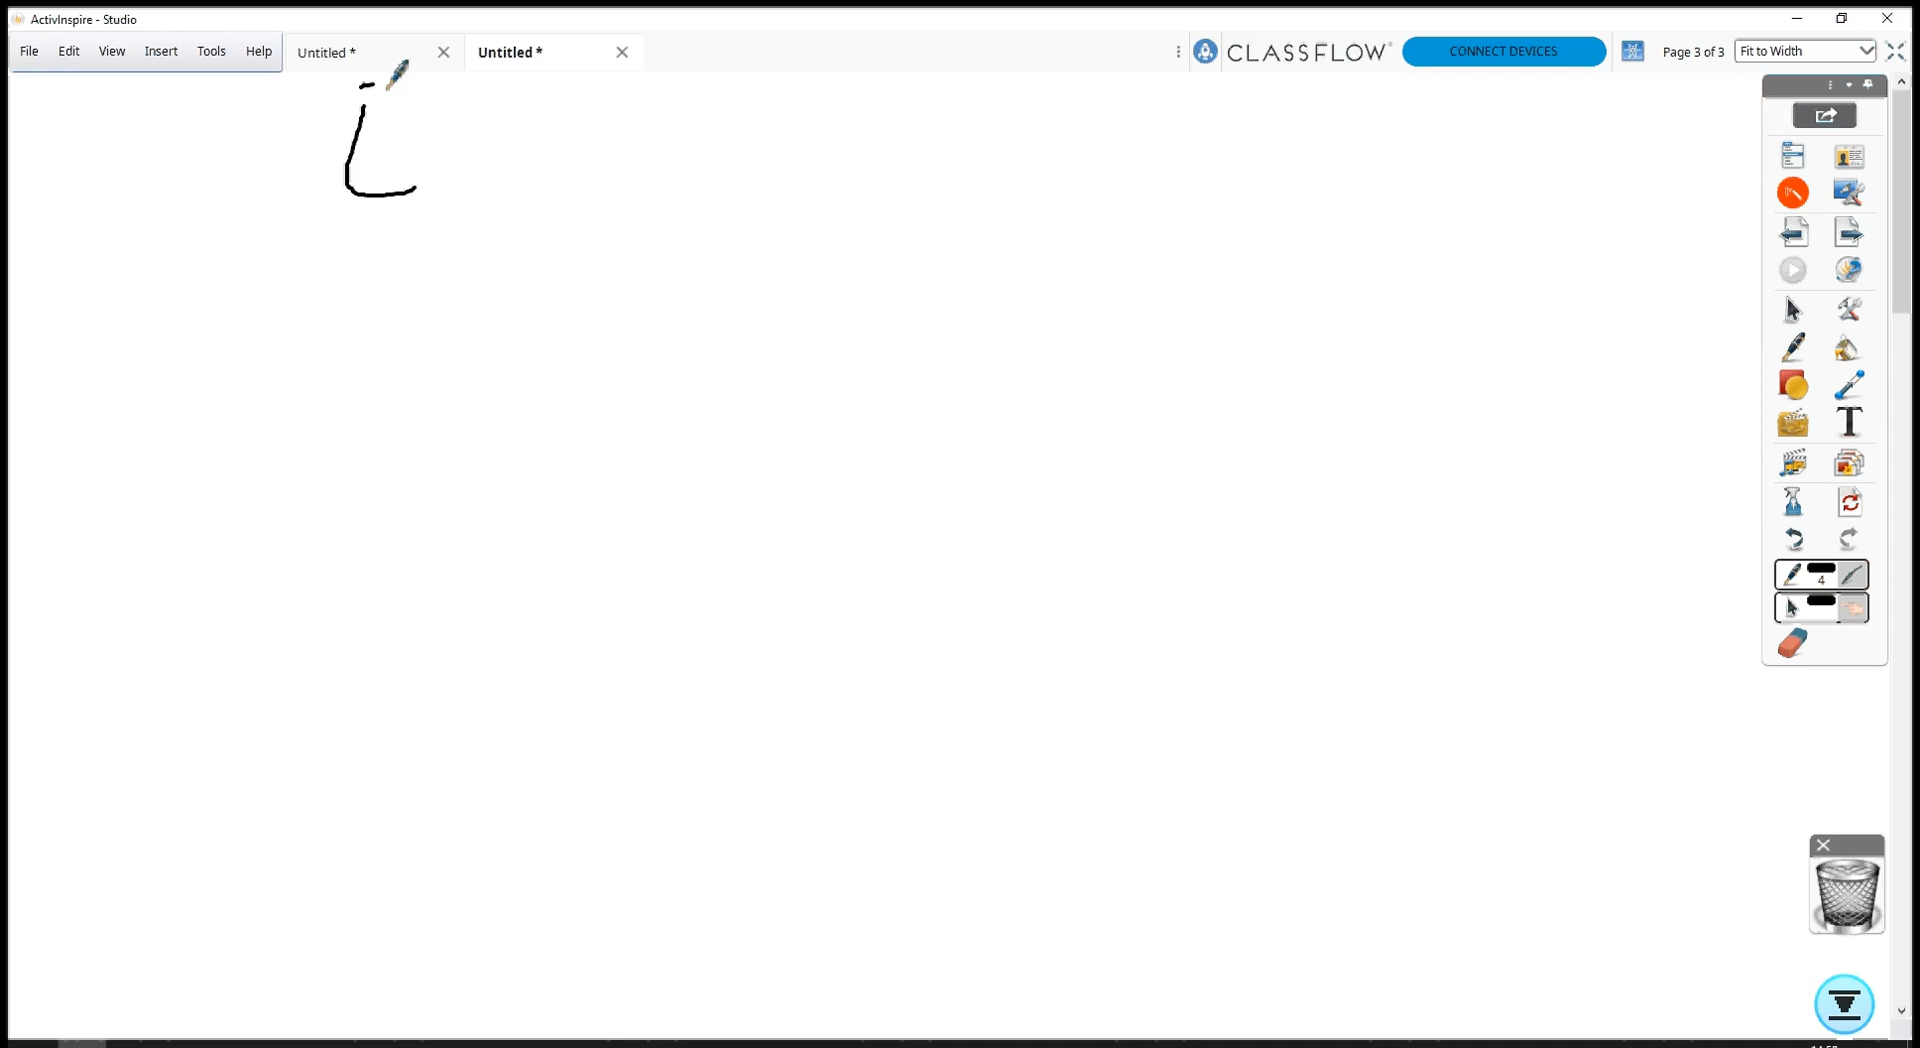 ActivInspire - Studio
File Edit View Insert Tools Help Untitled * Untitled * CLASSFLOW CONNECT DEVICES Page 3 of 3 Fit to Width
i
T
4